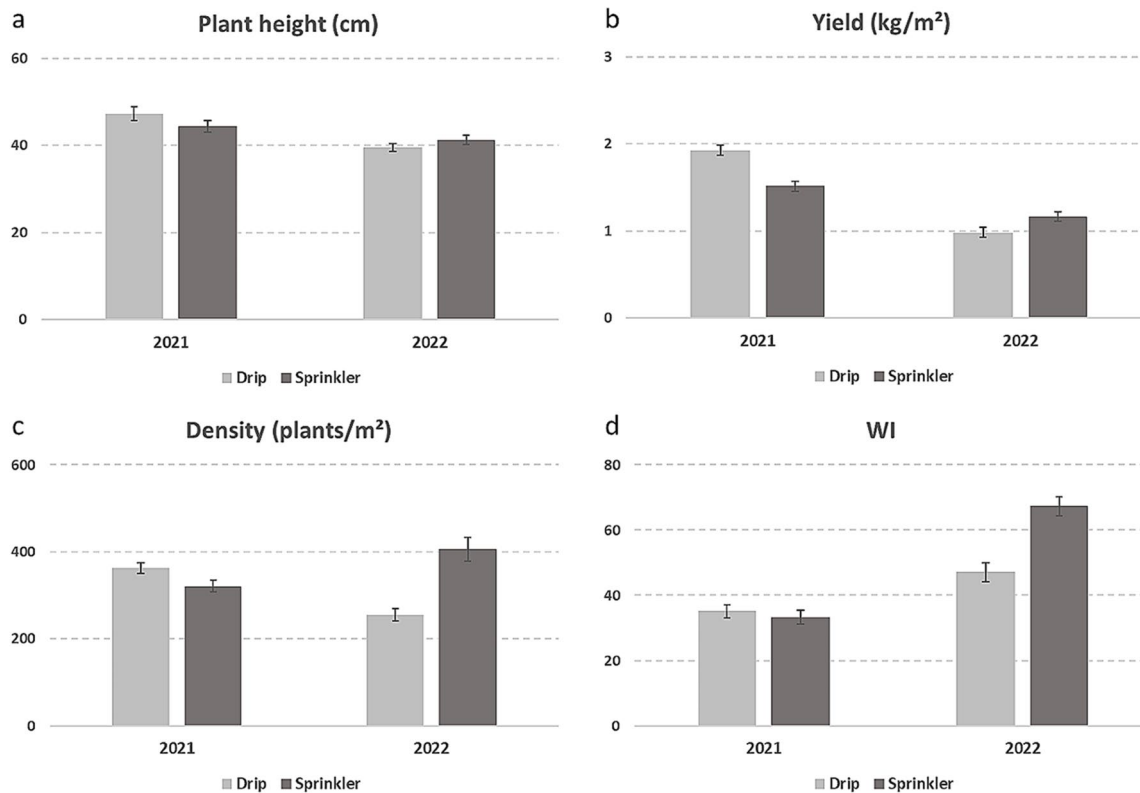 a
Plant height (cm)
60
40
20
0
2021 2022
Drip Sprinkler
b
Yield (kg/m²)
3
2
1
0
2021 2022
Drip Sprinkler
c
Density (plants/m²)
600
400
200
0
2021 2022
Drip Sprinkler
d
WI
80
60
40
20
0
2021 2022
Drip Sprinkler